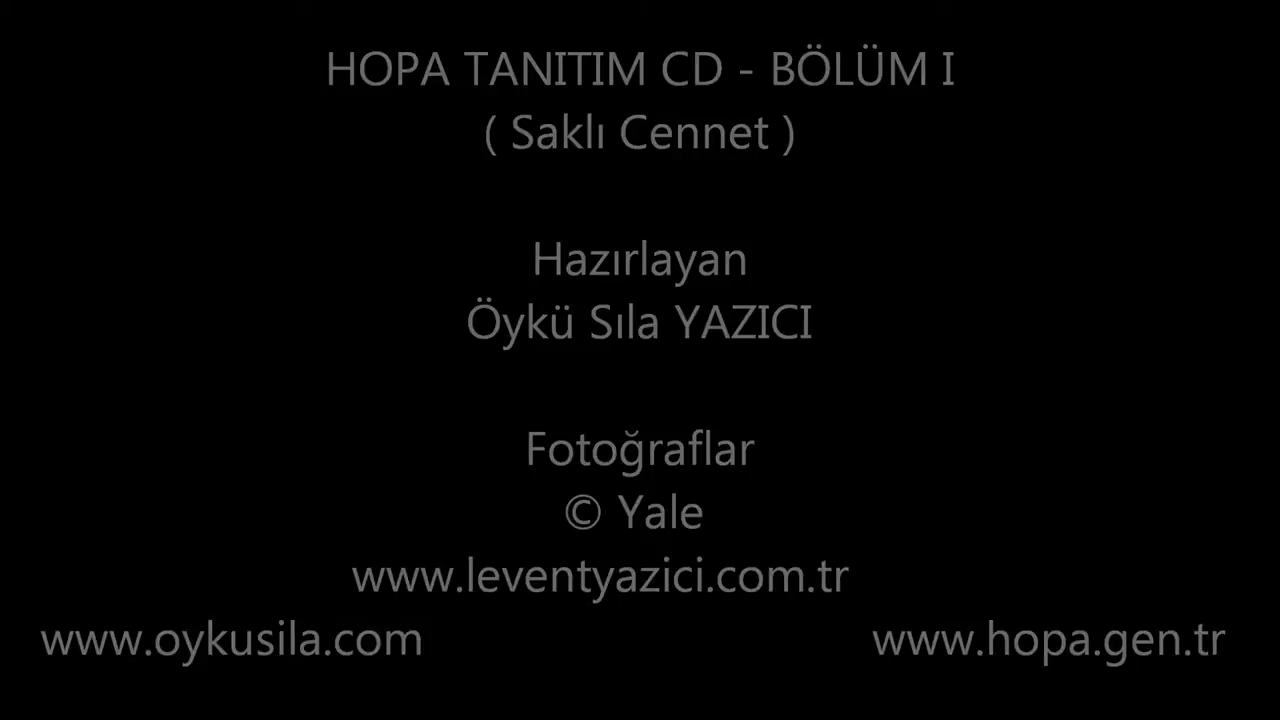 HOPA TANITIM CD - BÖLÜM I
( Saklı Cennet )
Hazırlayan
Öykü Sıla YAZICI
Fotoğraflar
© Yale
www.leventyazici.com.tr
www.oykusila.com www.hopa.gen.tr